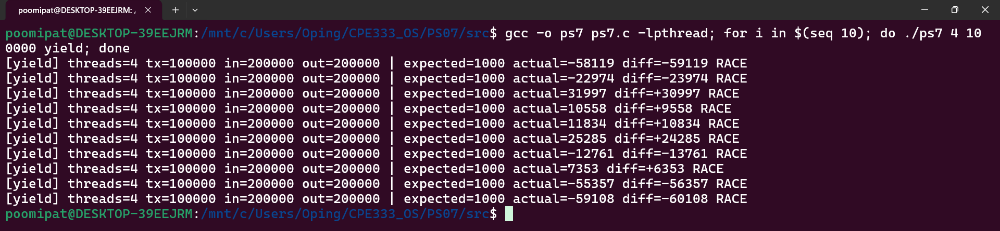 poomipat@DESKTOP-39EEJRM: /
poomipat@DESKTOP-39EEJRM:/mnt/c/Users/Oping/CPE333_OS/PS07/src$ gcc -o ps7 ps7.c -lpthread; for i in $(seq 10); do ./ps7 4 10
0000 yield; done
[yield] threads=4 tx=100000 in=200000 out=200000 | expected=1000 actual=-58119 diff=-59119 RACE
[yield] threads=4 tx=100000 in=200000 out=200000 | expected=1000 actual=-22974 diff=-23974 RACE
[yield] threads=4 tx=100000 in=200000 out=200000 | expected=1000 actual=31997 diff=+30997 RACE
[yield] threads=4 tx=100000 in=200000 out=200000 | expected=1000 actual=10558 diff=+9558 RACE
[yield] threads=4 tx=100000 in=200000 out=200000 | expected=1000 actual=11834 diff=+10834 RACE
[yield] threads=4 tx=100000 in=200000 out=200000 | expected=1000 actual=25285 diff=+24285 RACE
[yield] threads=4 tx=100000 in=200000 out=200000 | expected=1000 actual=-12761 diff=-13761 RACE
[yield] threads=4 tx=100000 in=200000 out=200000 | expected=1000 actual=7353 diff=+6353 RACE
[yield] threads=4 tx=100000 in=200000 out=200000 | expected=1000 actual=-55357 diff=-56357 RACE
[yield] threads=4 tx=100000 in=200000 out=200000 | expected=1000 actual=-59108 diff=-60108 RACE
poomipat@DESKTOP-39EEJRM:/mnt/c/Users/Oping/CPE333_OS/PS07/src$